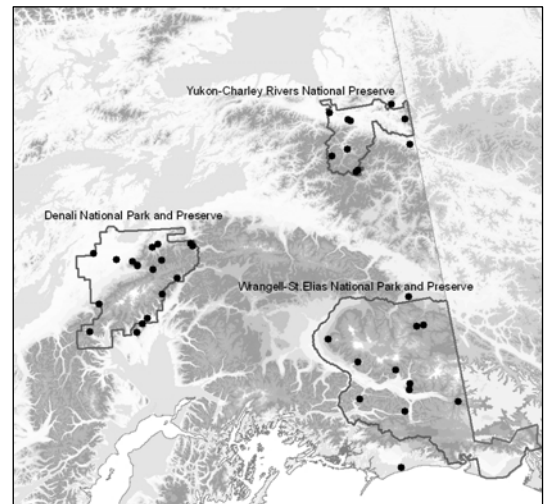 Yukon-Charley Rivers National Preserve
Denali National Park and Preserve
Wrangell-St.Elias National Park and Preserve